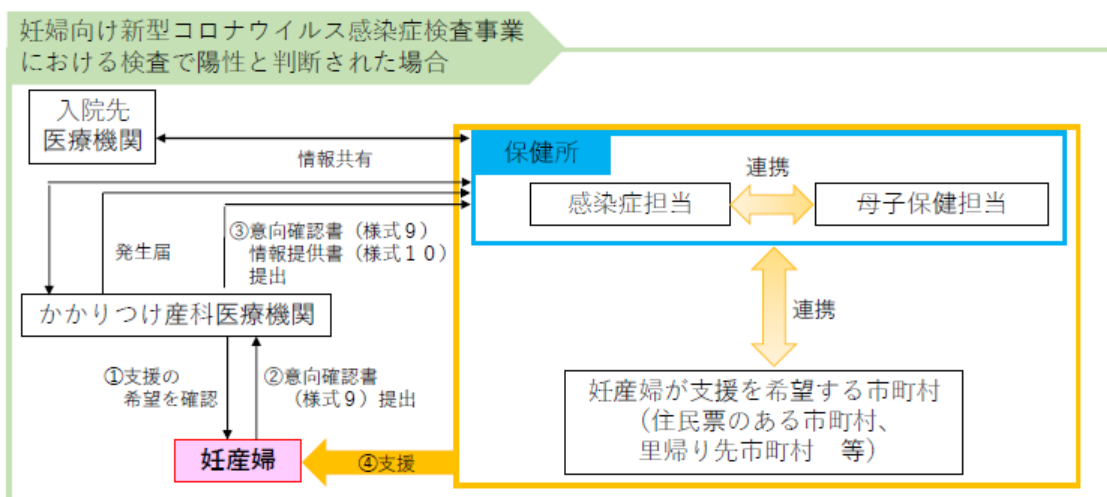 妊婦向け新型コロナウイルス感染症検査事業
における検査で陽性と判断された場合
入院先
医療機関
情報共有
保健所
感染症担当
連携
母子保健担当
発生届
③意向確認書（様式９）
情報提供書（様式１０）
提出
かかりつけ産科医療機関
連携
①支援の
希望を確認
②意向確認書
（様式９）提出
妊産婦が支援を希望する市町村
（住民票のある市町村、
里帰り先市町村　等）
妊産婦
④支援